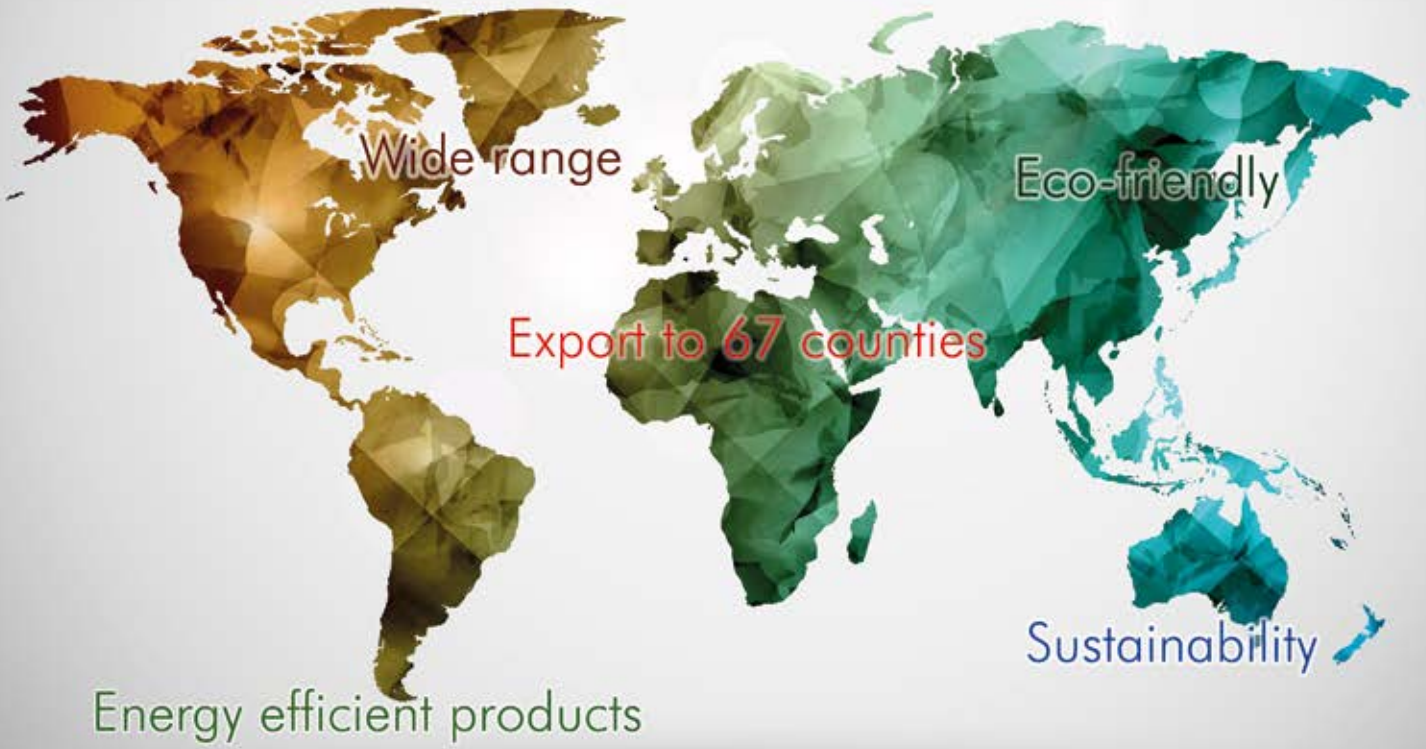 Wide range
Eco-friendly
Export to 67 counties
Sustainability
Energy efficient products